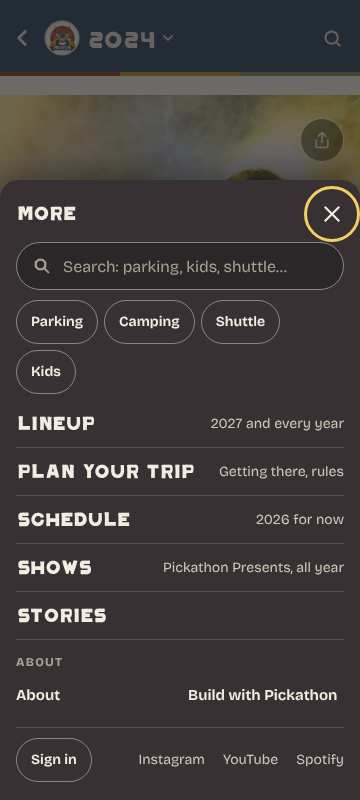 2024
MORE
Search: parking, kids, shuttle...
Parking Camping Shuttle
Kids
LINEUP 2027 and every year
PLAN YOUR TRIP Getting there, rules
SCHEDULE 2026 for now
SHOWS Pickathon Presents, all year
STORIES
ABOUT
About Build with Pickathon
Sign in Instagram YouTube Spotify